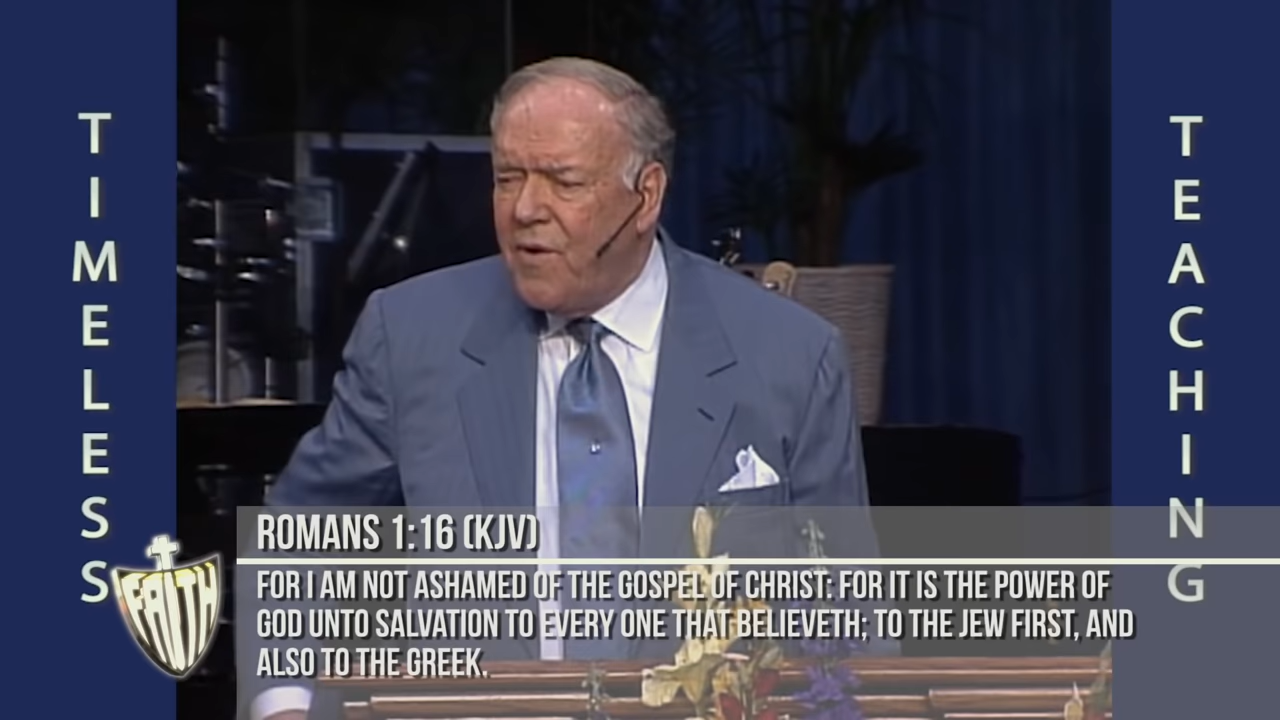 TIMELESS
TEACHING
ROMANS 1:16 (KJV)
FOR I AM NOT ASHAMED OF THE GOSPEL OF CHRIST: FOR IT IS THE POWER OF
GOD UNTO SALVATION TO EVERY ONE THAT BELIEVETH; TO THE JEW FIRST, AND
ALSO TO THE GREEK.
FAITH